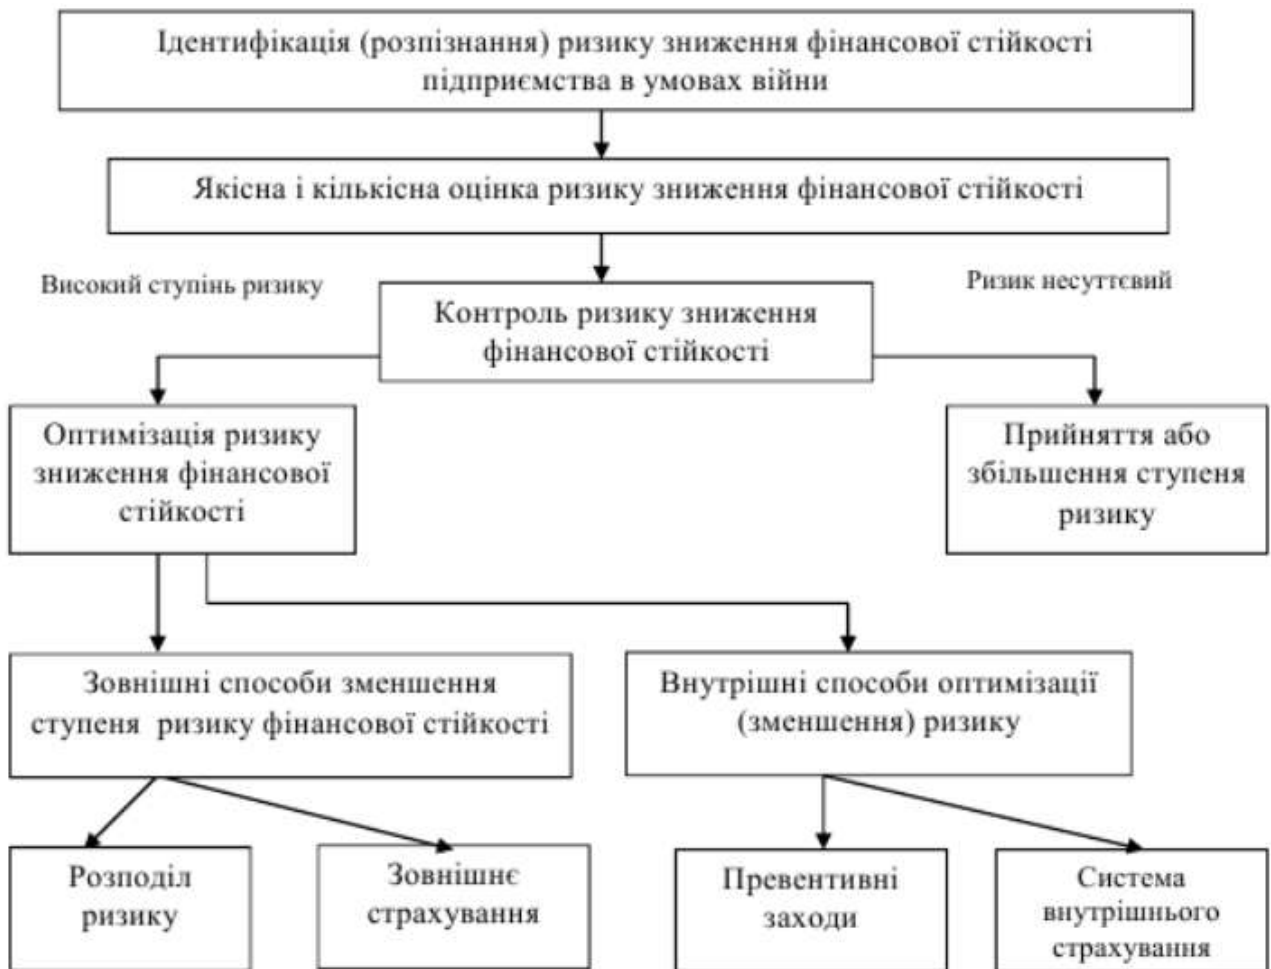 Ідентифікація (розпізнання) ризику зниження фінансової стійкості
підприємства в умовах війни
Якісна і кількісна оцінка ризику зниження фінансової стійкості
Високий ступінь ризику
Ризик несуттєвий
Контроль ризику зниження
фінансової стійкості
Оптимізація ризику
зниження фінансової
стійкості
Прийняття або
збільшення ступеня
ризику
Зовнішні способи зменшення
ступеня ризику фінансової стійкості
Внутрішні способи оптимізації
(зменшення) ризику
Розподіл
ризику
Зовнішнє
страхування
Превентивні
заходи
Система
внутрішнього
страхування